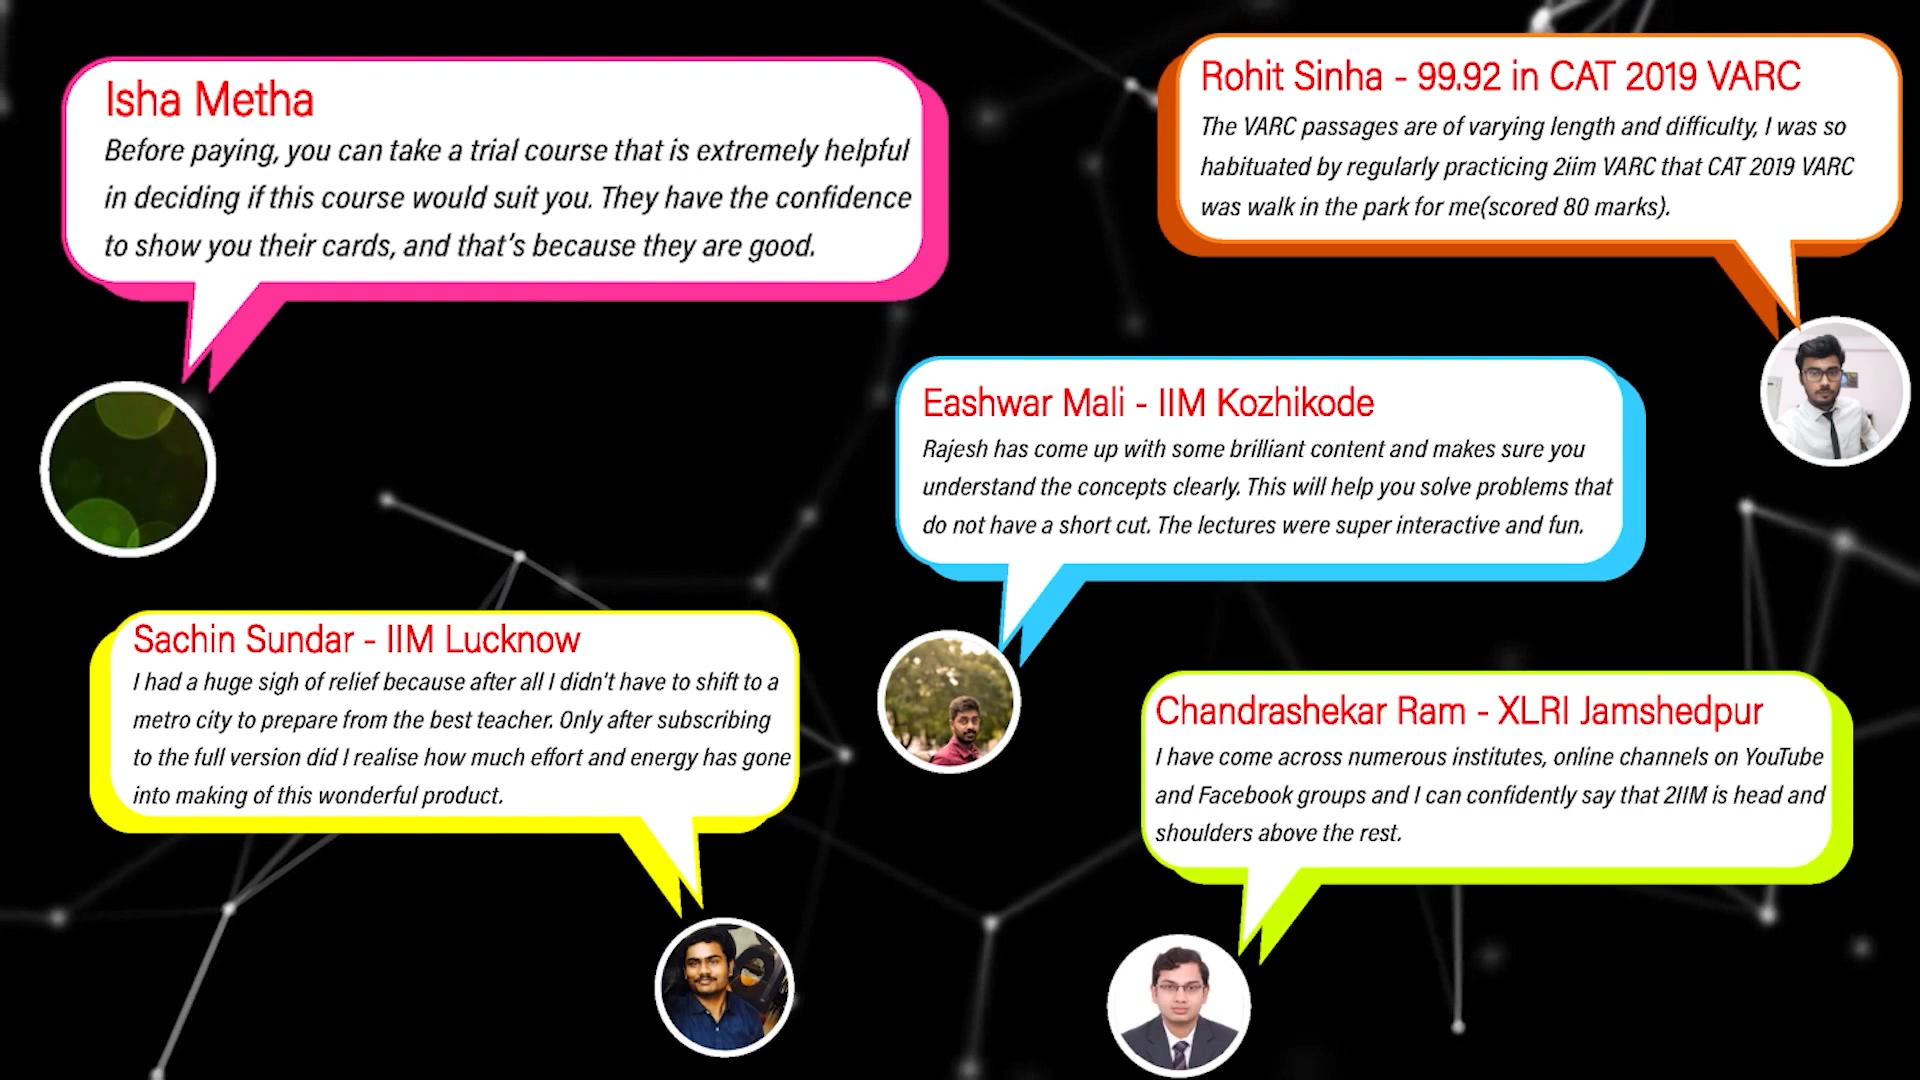 Isha Metha
Before paying, you can take a trial course that is extremely helpful
in deciding if this course would suit you. They have the confidence
to show you their cards, and that's because they are good.
Rohit Sinha - 99.92 in CAT 2019 VARC
The VARC passages are of varying length and difficulty, I was so
habituated by regularly practicing 2iim VARC that CAT 2019 VARC
was walk in the park for me(scored 80 marks).
Eashwar Mali - IIM Kozhikode
Rajesh has come up with some brilliant content and makes sure you
understand the concepts clearly. This will help you solve problems that
do not have a short cut. The lectures were super interactive and fun.
Sachin Sundar - IIM Lucknow
I had a huge sigh of relief because after all I didn't have to shift to a
metro city to prepare from the best teacher. Only after subscribing
to the full version did I realise how much effort and energy has gone
into making of this wonderful product.
Chandrashekar Ram - XLRI Jamshedpur
I have come across numerous institutes, online channels on YouTube
and Facebook groups and I can confidently say that 2IIM is head and
shoulders above the rest.